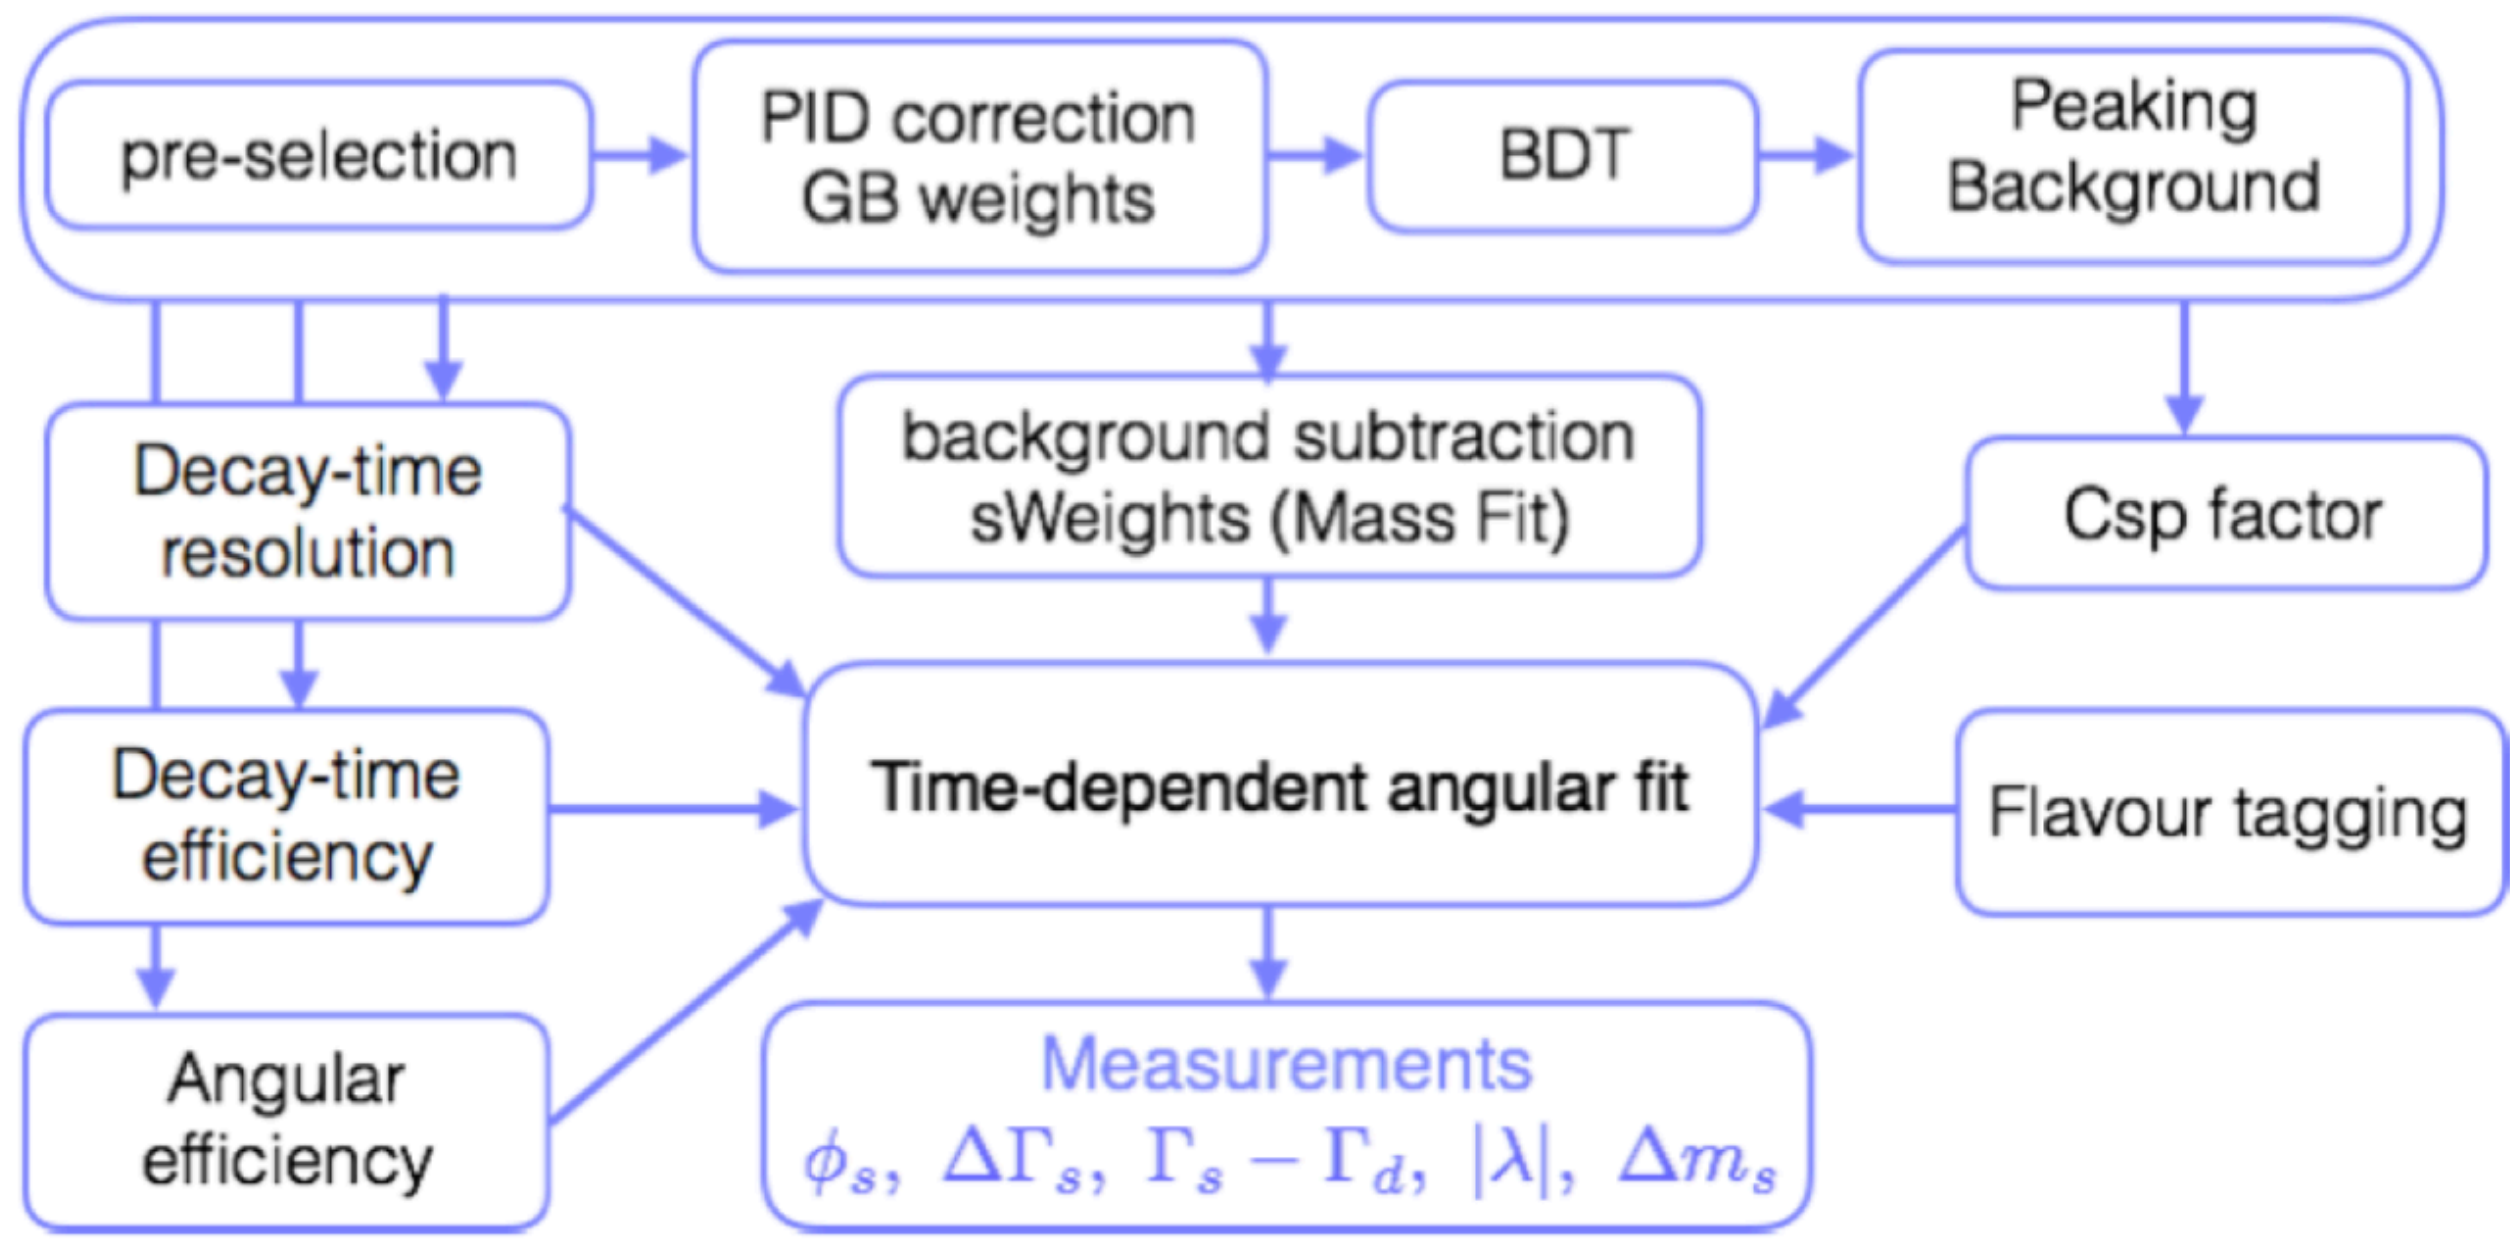 pre-selection
PID correction
GB weights
BDT
Peaking
Background
Decay-time
resolution
background subtraction
sWeights (Mass Fit)
Csp factor
Decay-time
efficiency
Time-dependent angular fit
Flavour tagging
Angular
efficiency
Measurements
ϕₛ, ΔΓₛ, Γₛ − Γ_d, |λ|, Δmₛ